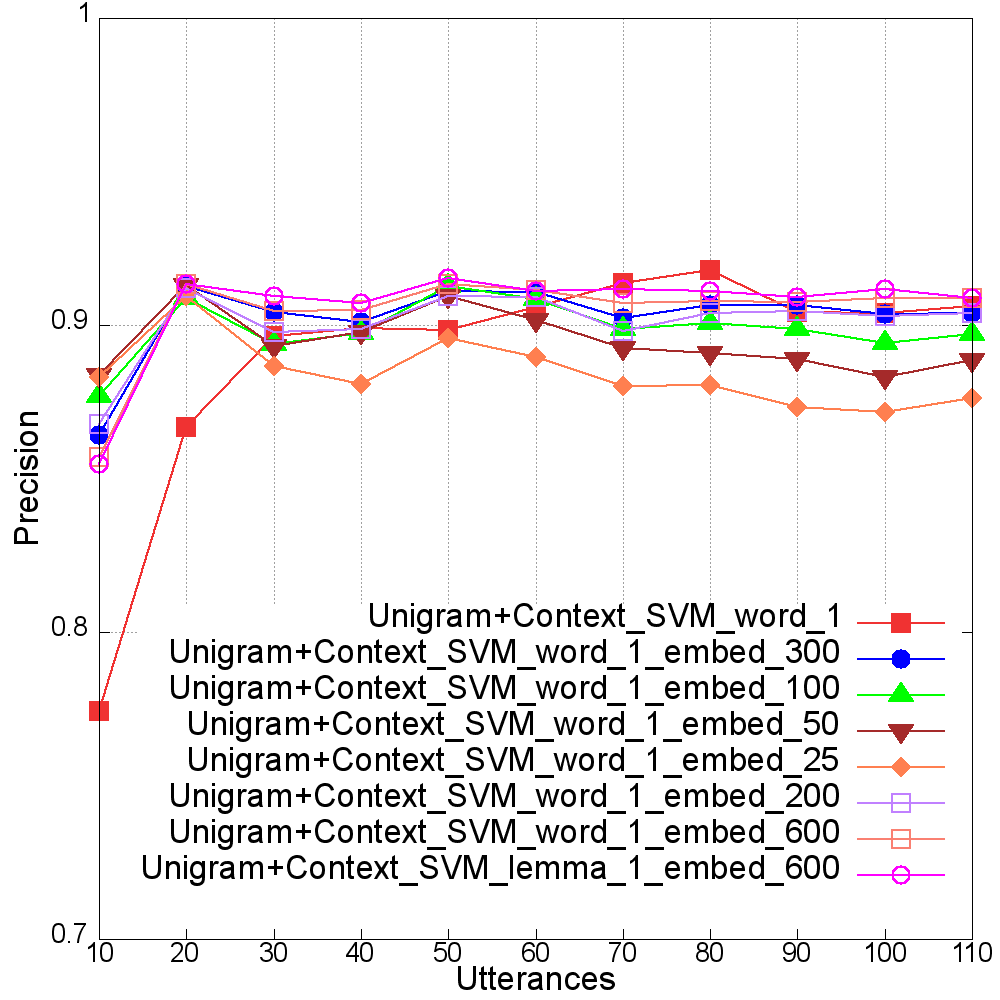 1
0.9
0.8
0.7
Precision
Unigram+Context_SVM_word_1
Unigram+Context_SVM_word_1_embed_300
Unigram+Context_SVM_word_1_embed_100
Unigram+Context_SVM_word_1_embed_50
Unigram+Context_SVM_word_1_embed_25
Unigram+Context_SVM_word_1_embed_200
Unigram+Context_SVM_word_1_embed_600
Unigram+Context_SVM_lemma_1_embed_600
10 20 30 40 50 60 70 80 90 100 110
Utterances